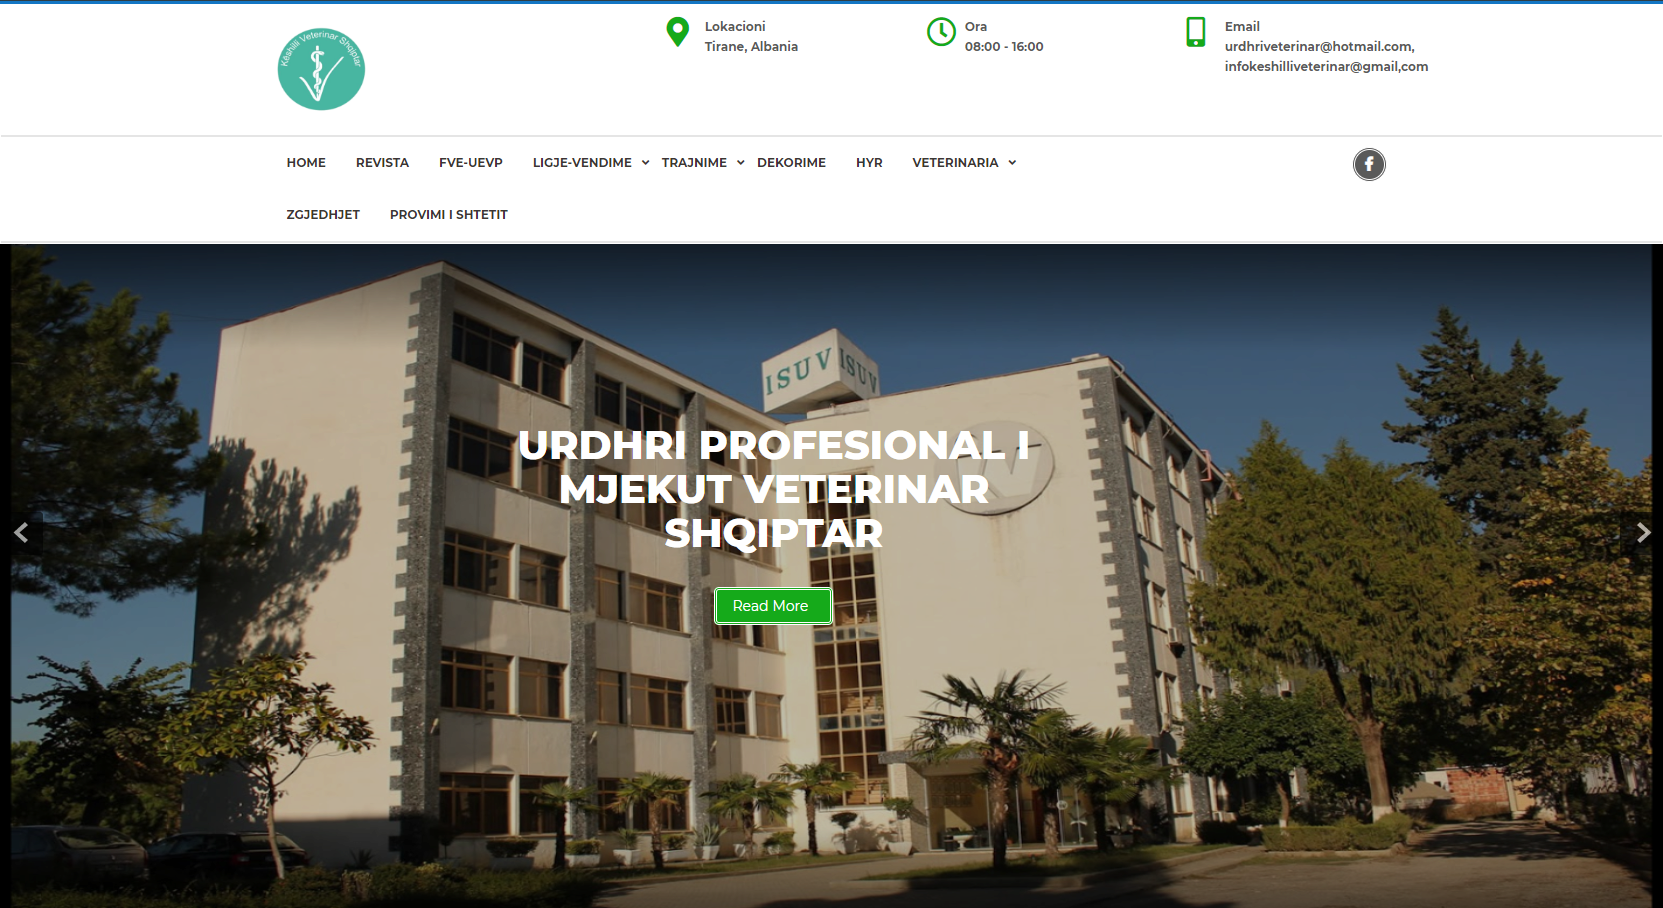 Këshilli Veterinar Shqiptar
Lokacioni
Tirane, Albania
Ora
08:00 - 16:00
Email
urdhriveterinar@hotmail.com,
infokeshilliveterinar@gmail,com
HOME REVISTA FVE-UEVP LIGJE-VENDIME TRAJNIME DEKORIME HYR VETERINARIA
ZGJEDHJET PROVIMI I SHTETIT
ISUV ISUV
URDHRI PROFESIONAL I
MJEKUT VETERINAR
SHQIPTAR
Read More